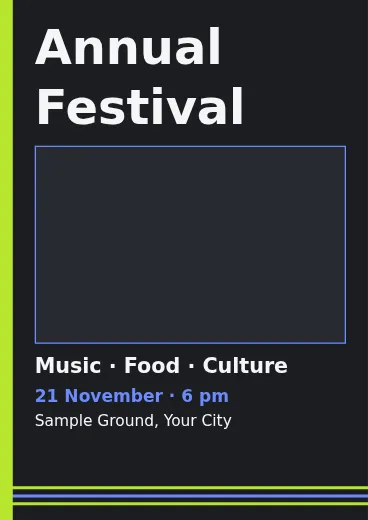 Annual
Festival
Music · Food · Culture
21 November · 6 pm
Sample Ground, Your City